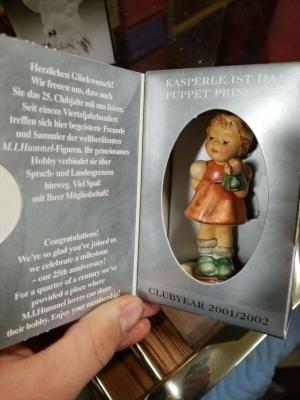 Herzlichen Glückwunsch!
Wir freuen uns, dass auch
Sie das 25. Clubjahr mit uns feiern.
Seit einem Vierteljahrhundert
treffen sich hier begeisterte Freunde
und Sammler der weltberühmten
M.I.Hummel-Figuren. Ihr gemeinsames
Hobby verbindet sie über
Sprach- und Landesgrenzen
hinweg. Viel Spaß
mit Ihrer Mitgliedschaft!
Congratulations!
We're so glad you've joined us
as we celebrate a milestone
– our 25th anniversary!
For a quarter of a century we've
provided a place where
M.I.Hummel lovers can share
their hobby. Enjoy your membership!
KASPERLE IST DA
PUPPET PRIN
CLUBYEAR 2001/2002